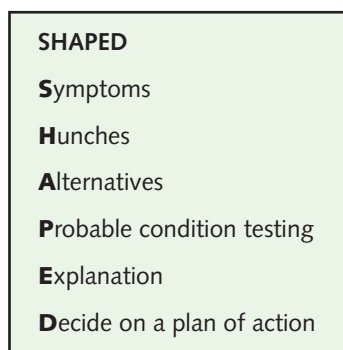 SHAPED
Symptoms
Hunches
Alternatives
Probable condition testing
Explanation
Decide on a plan of action